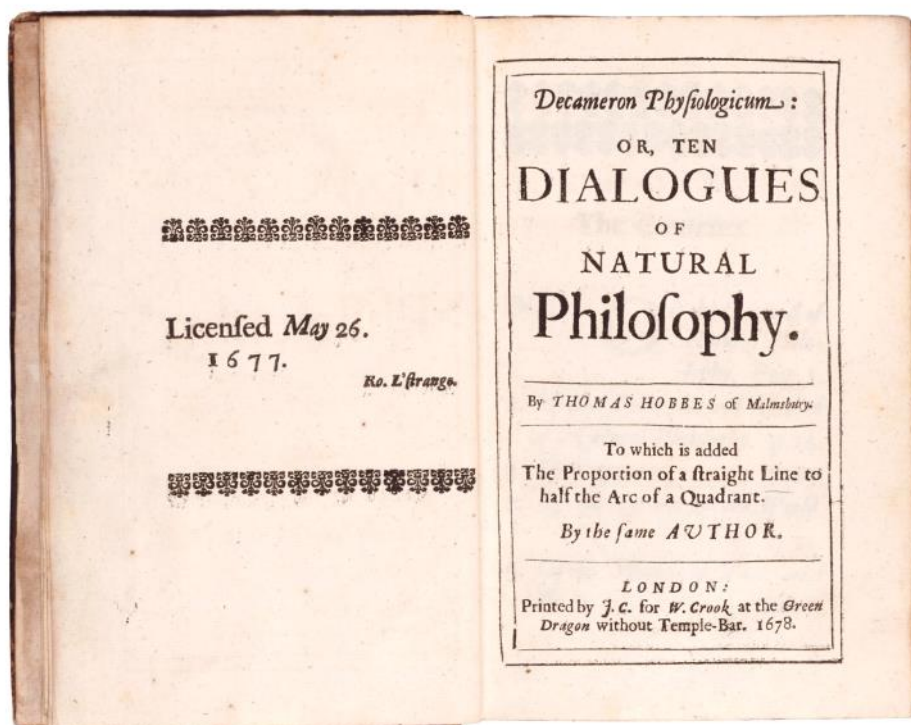 Licenſed May 26.
1677.
Ro. L'ſtrange.
Decameron Phyſiologicum:
OR, TEN
DIALOGUES
OF
NATURAL
Philoſophy.
By THOMAS HOBBES of Malmsbury.
To which is added
The Proportion of a ſtraight Line to
half the Arc of a Quadrant.
By the ſame AUTHOR.
LONDON:
Printed by J. C. for W. Crook at the Green
Dragon without Temple-Bar. 1678.